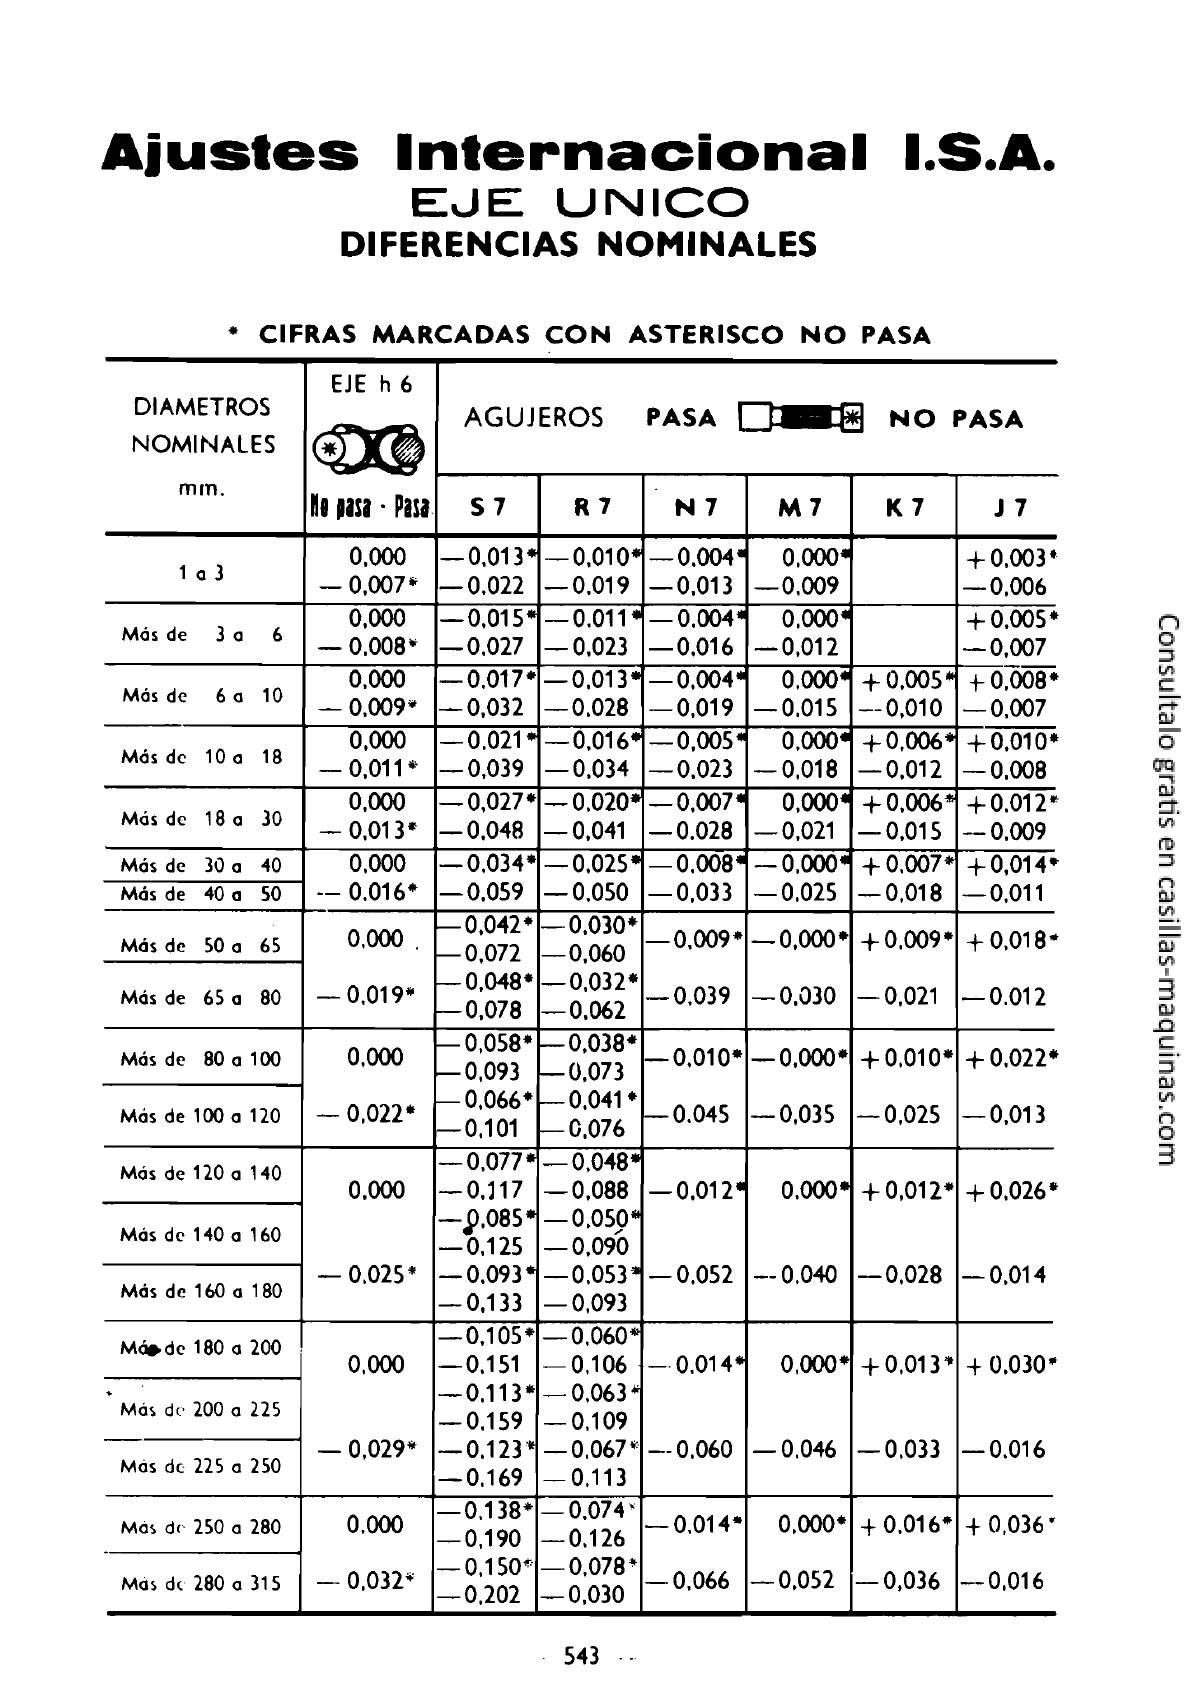 Ajustes Internacional I.S.A.
EJE UNICO
DIFERENCIAS NOMINALES
* CIFRAS MARCADAS CON ASTERISCO NO PASA
DIAMETROS NOMINALES mm.
EJE h 6
No pasa · Pasa
AGUJEROS PASA NO PASA
S 7 R 7 N 7 M 7 K 7 J 7
0,000 —0,013* —0,010* —0,004* 0,000* +0,003*
1 a 3
—0,007* —0,022 —0,019 —0,013 —0,009 —0,006
0,000 —0,015* —0,011* —0,004* 0,000* +0,005*
Más de 3 a 6
—0,008* —0,027 —0,023 —0,016 —0,012 —0,007
0,000 —0,017* —0,013* —0,004* 0,000* +0,005* +0,008*
Más de 6 a 10
—0,009* —0,032 —0,028 —0,019 —0,015 —0,010 —0,007
0,000 —0,021* —0,016* —0,005* 0,000* +0,006* +0,010*
Más de 10 a 18
—0,011* —0,039 —0,034 —0,023 —0,018 —0,012 —0,008
0,000 —0,027* —0,020* —0,007* 0,000* +0,006* +0,012*
Más de 18 a 30
—0,013* —0,048 —0,041 —0.028 —0,021 —0,015 —0,009
Más de 30 a 40 0,000 —0,034* —0,025* —0,008* —0,000* +0,007* +0,014*
Más de 40 a 50 —0,016* —0,059 —0,050 —0,033 —0,025 —0,018 —0,011
—0,042* —0,030*
Más de 50 a 65 0,000 —0,009* —0,000* +0,009* +0,018*
—0,072 —0,060
—0,048* —0,032*
Más de 65 a 80 —0,019* —0,039 —0,030 —0,021 —0.012
—0,078 —0,062
—0,058* —0,038*
Más de 80 a 100 0,000 —0,010* —0,000* +0,010* +0,022*
—0,093 —0,073
—0,066* —0,041*
Más de 100 a 120 —0,022* —0.045 —0,035 —0,025 —0,013
—0,101 —0,076
—0,077* —0,048*
Más de 120 a 140
0,000 —0,117 —0,088 —0,012* 0.000* +0,012* +0,026*
—0,085* —0,050*
Más de 140 a 160
—0,125 —0,090
—0,025* —0,093* —0,053* —0,052 —0,040 —0,028 —0,014
Más de 160 a 180
—0,133 —0,093
—0,105* —0,060*
Más de 180 a 200
0,000 —0,151 —0,106 —0.014* 0,000* +0,013* +0,030*
—0,113* —0,063*
Más de 200 a 225
—0,159 —0,109
—0,029* —0,123* —0,067* —0,060 —0,046 —0,033 —0,016
Más de 225 a 250
—0,169 —0,113
—0,138* —0,074*
Más de 250 a 280 0,000 —0,014* 0,000* +0,016* +0,036*
—0,190 —0,126
—0,150* —0,078*
Más de 280 a 315 —0,032* —0,066 —0,052 —0,036 —0,016
—0,202 —0,030
543
Consultalo gratis en casillas-maquinas.com